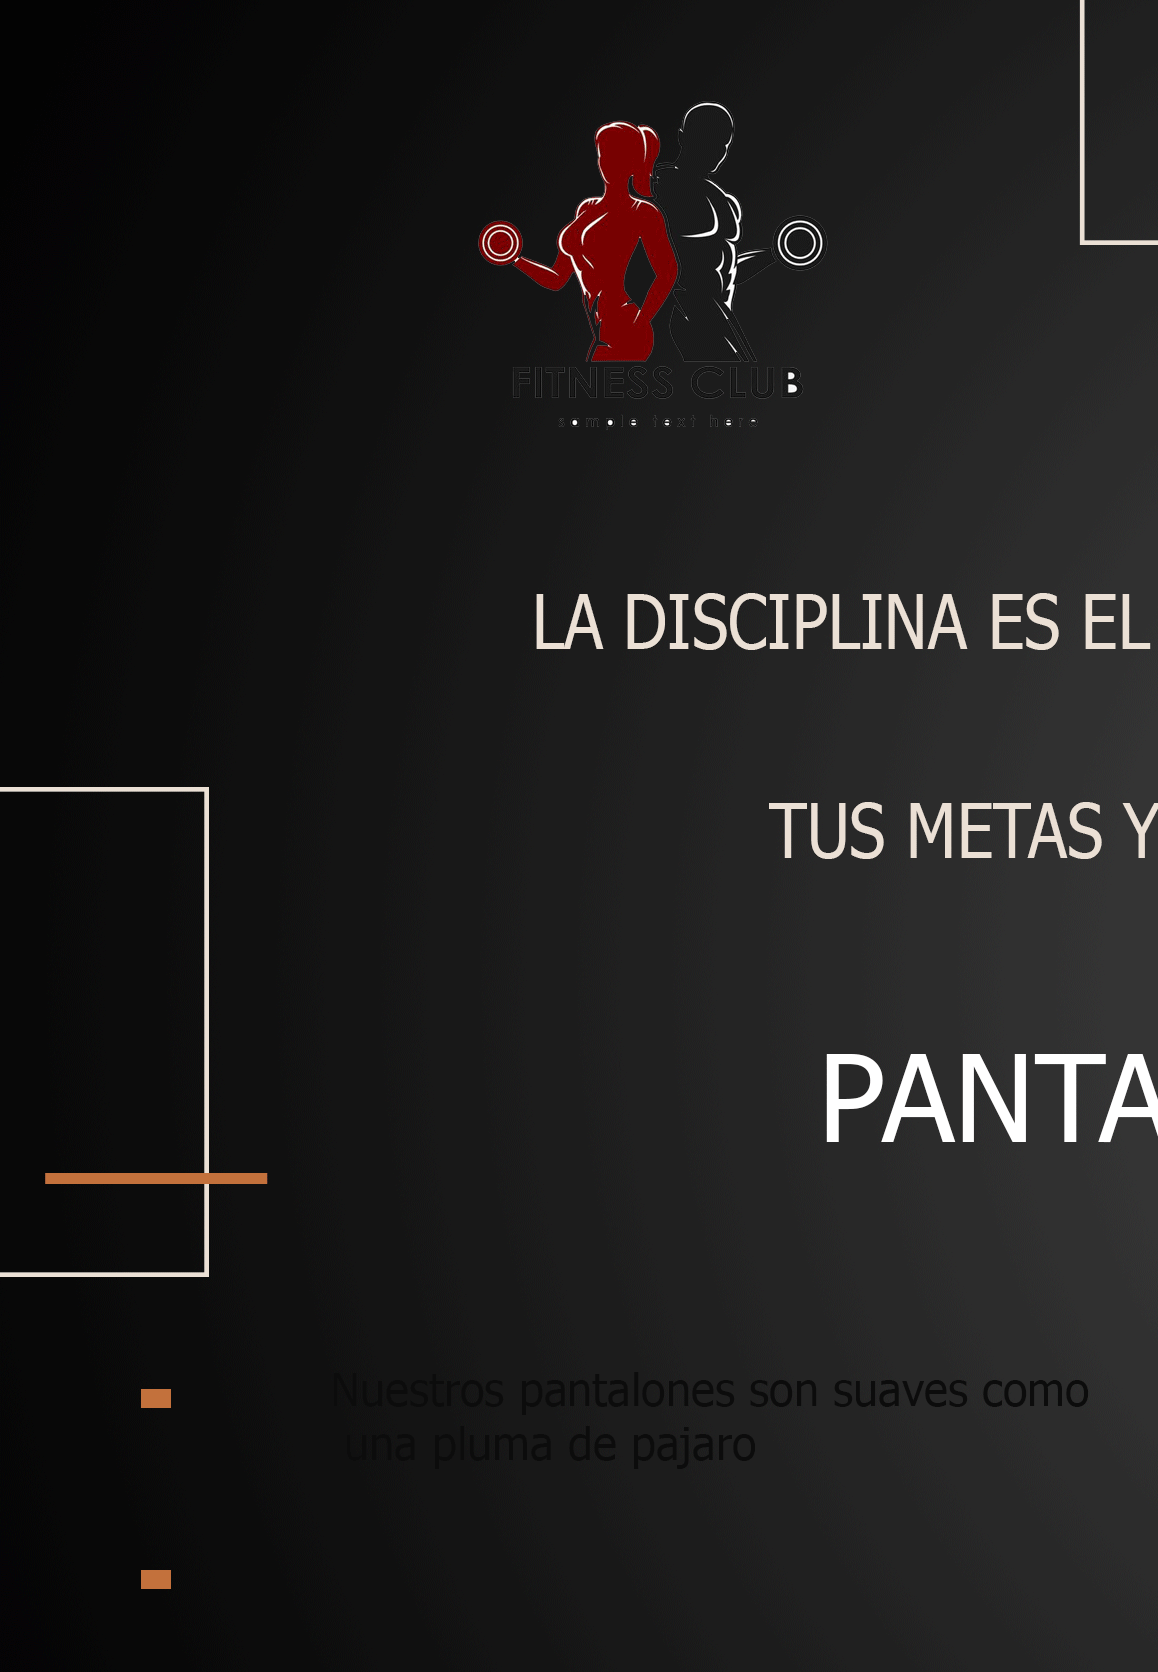 FITNESS CLUB
sample text here
LA DISCIPLINA ES EL
TUS METAS Y
PANTA
Nuestros pantalones son suaves como
una pluma de pajaro